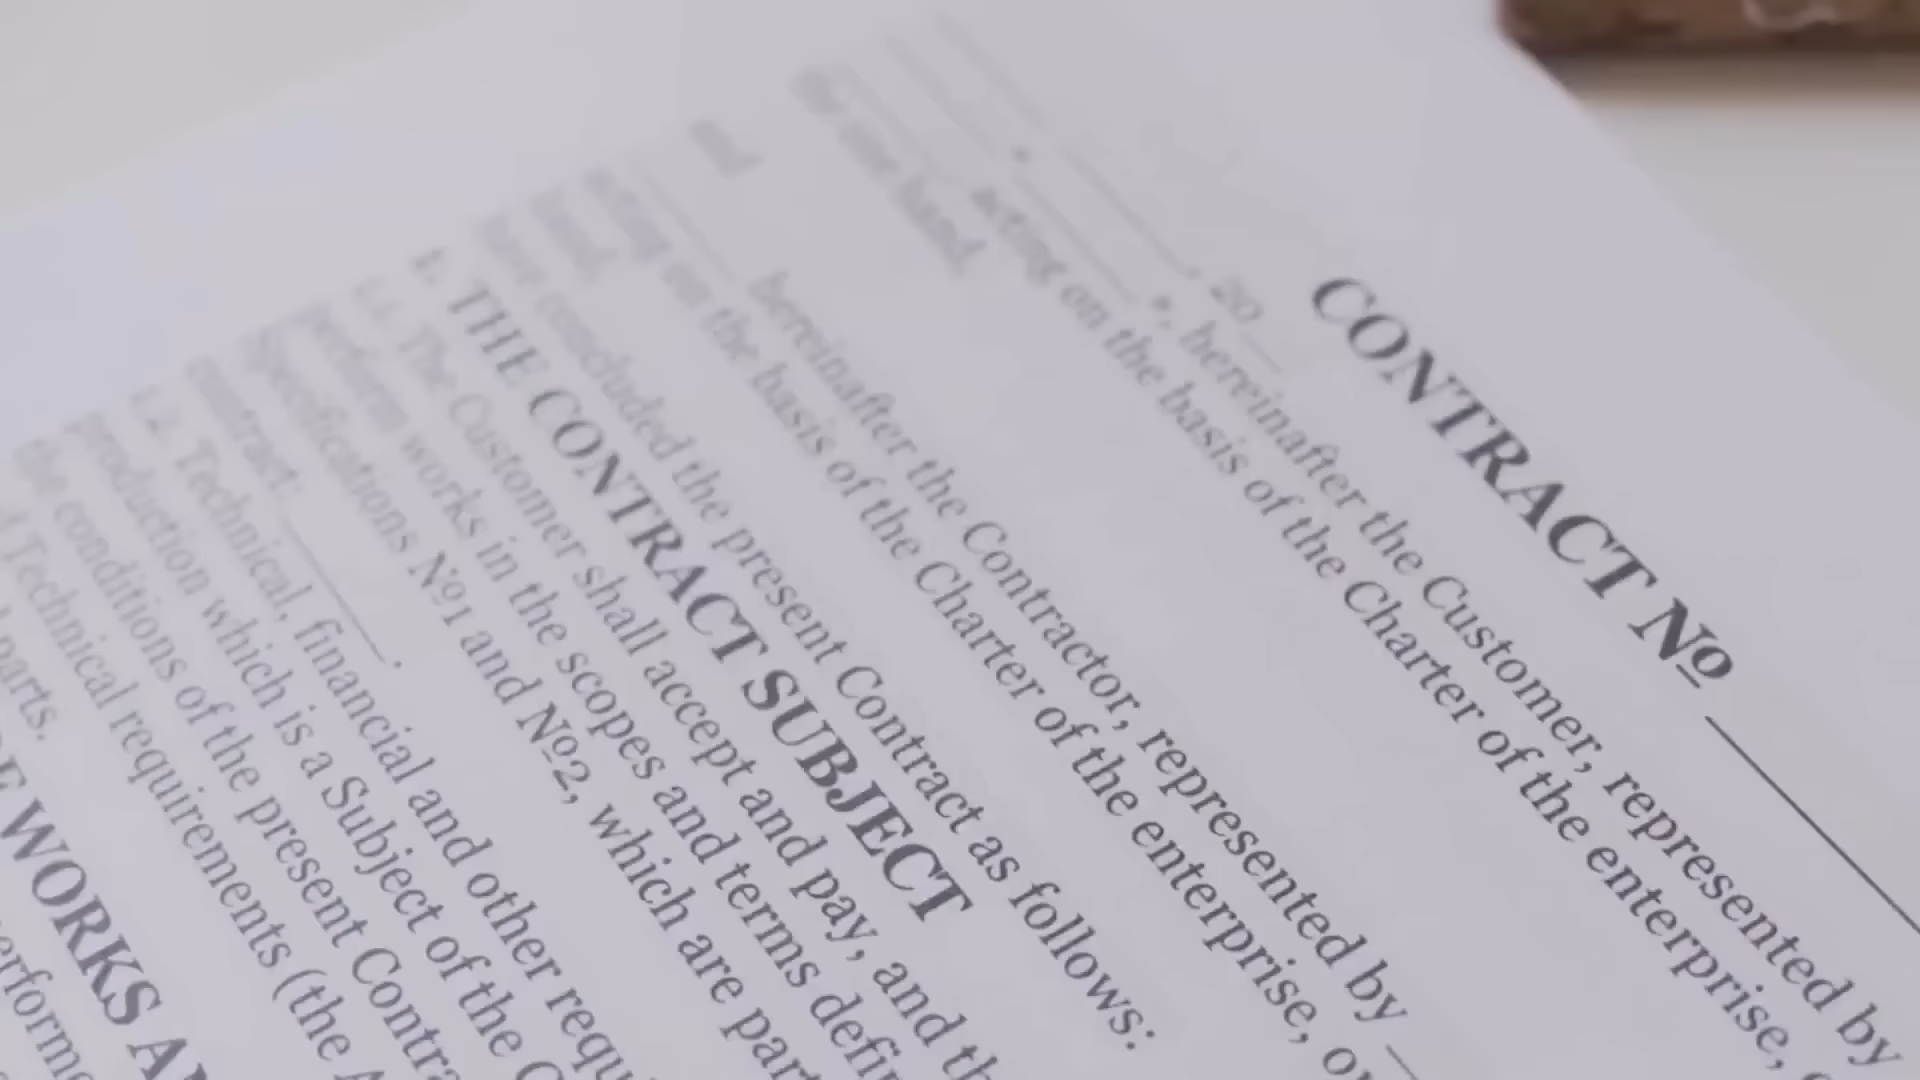 CONTRACT №
, 20
", hereinafter the Customer, represented by
acting on the basis of the Charter of the enterprise,
the one hand,
and
hereinafter the Contractor, represented by
acting on the basis of the Charter of the enterprise, on
hand,
have concluded the present Contract as follows:
1. THE CONTRACT SUBJECT
1.1. The Customer shall accept and pay, and th
perform works in the scopes and terms defin
Specifications №1 and №2, which are part
contract:
1.2. Technical, financial and other requ
production which is a Subject of the C
the conditions of the present Contra
Technical requirements (the A
parts.
WORKS A
erforme